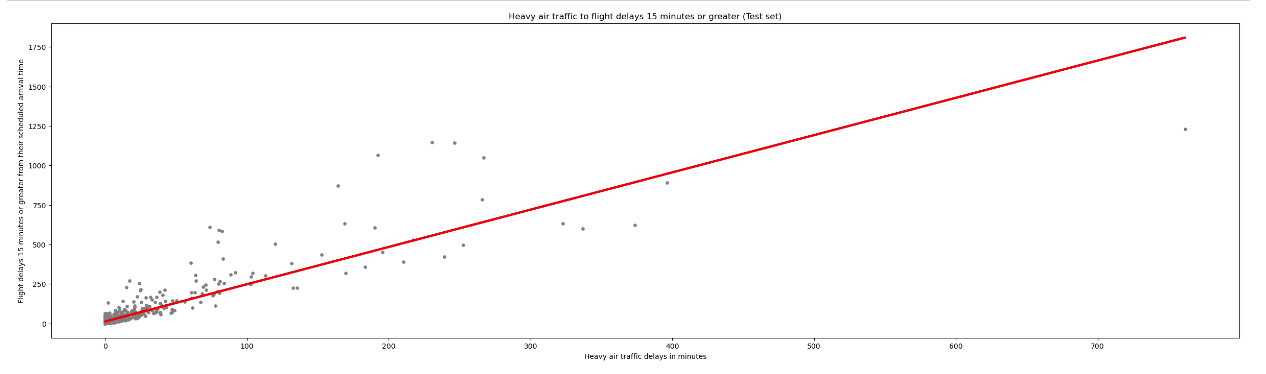 Heavy air traffic to flight delays 15 minutes or greater (Test set)
Flight delays 15 minutes or greater from their scheduled arrival time
1750
1500
1250
1000
750
500
250
0
0 100 200 300 400 500 600 700
Heavy air traffic delays in minutes